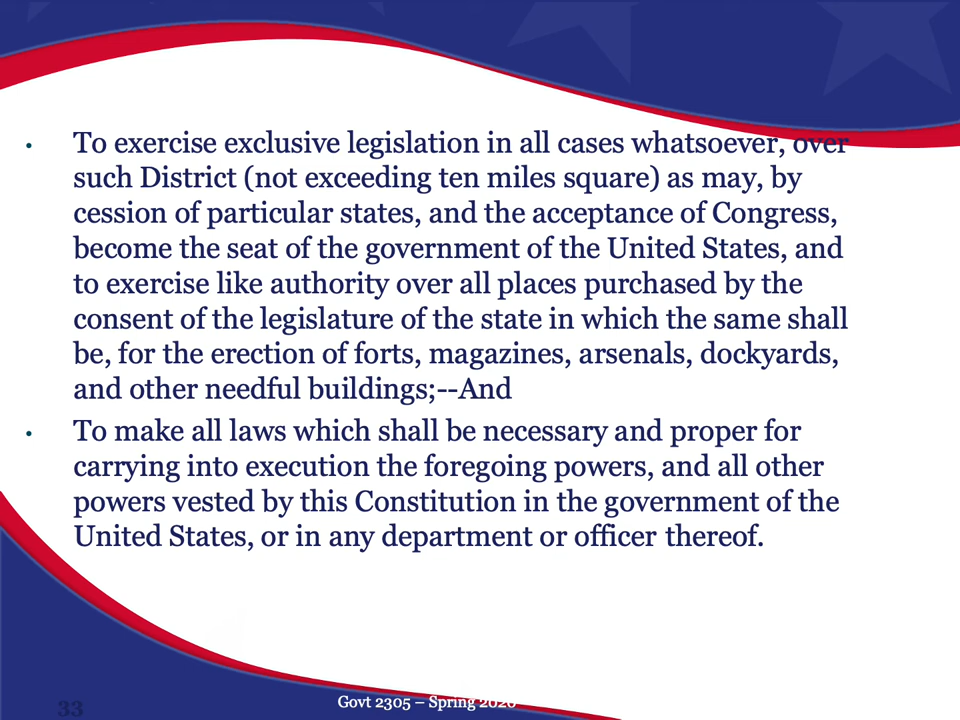 • To exercise exclusive legislation in all cases whatsoever, over
such District (not exceeding ten miles square) as may, by
cession of particular states, and the acceptance of Congress,
become the seat of the government of the United States, and
to exercise like authority over all places purchased by the
consent of the legislature of the state in which the same shall
be, for the erection of forts, magazines, arsenals, dockyards,
and other needful buildings;--And
• To make all laws which shall be necessary and proper for
carrying into execution the foregoing powers, and all other
powers vested by this Constitution in the government of the
United States, or in any department or officer thereof.
33
Govt 2305 – Spring 2020